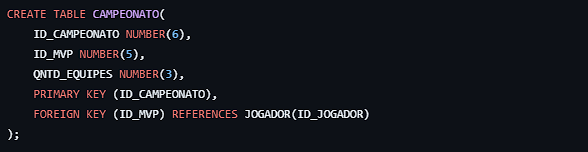 CREATE TABLE CAMPEONATO(
    ID_CAMPEONATO NUMBER(6),
    ID_MVP NUMBER(5),
    QNTD_EQUIPES NUMBER(3),
    PRIMARY KEY (ID_CAMPEONATO),
    FOREIGN KEY (ID_MVP) REFERENCES JOGADOR(ID_JOGADOR)
);